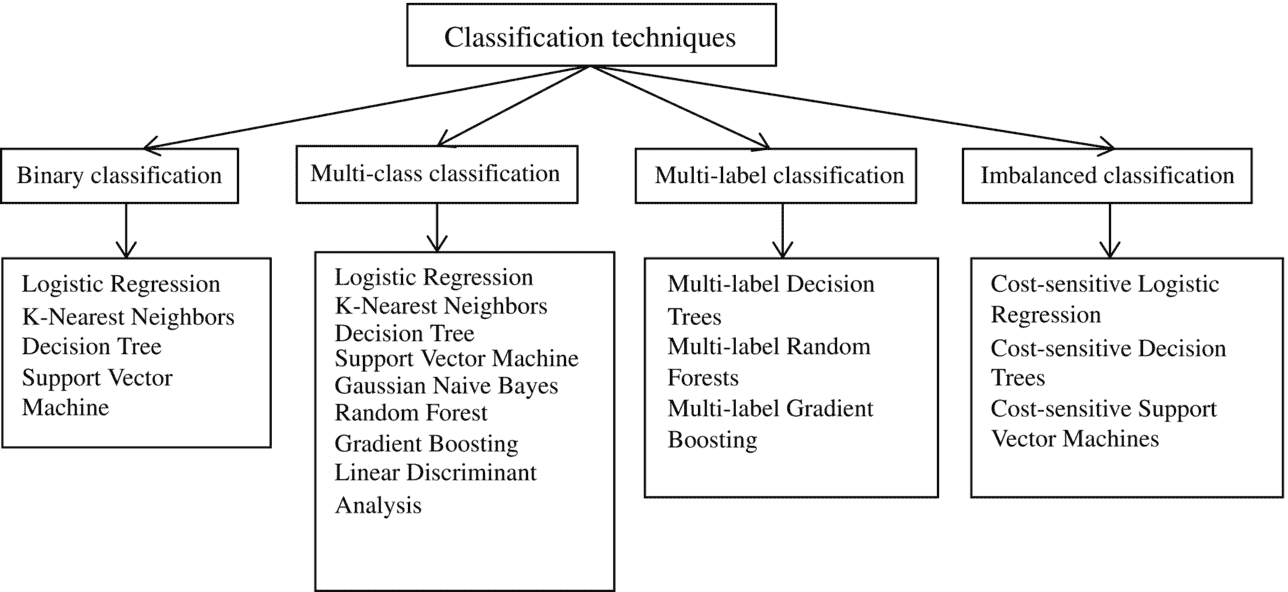 Classification techniques
Binary classification
Multi-class classification
Multi-label classification
Imbalanced classification
Logistic Regression
K-Nearest Neighbors
Decision Tree
Support Vector
Machine
Logistic Regression
K-Nearest Neighbors
Decision Tree
Support Vector Machine
Gaussian Naive Bayes
Random Forest
Gradient Boosting
Linear Discriminant
Analysis
Multi-label Decision
Trees
Multi-label Random
Forests
Multi-label Gradient
Boosting
Cost-sensitive Logistic
Regression
Cost-sensitive Decision
Trees
Cost-sensitive Support
Vector Machines